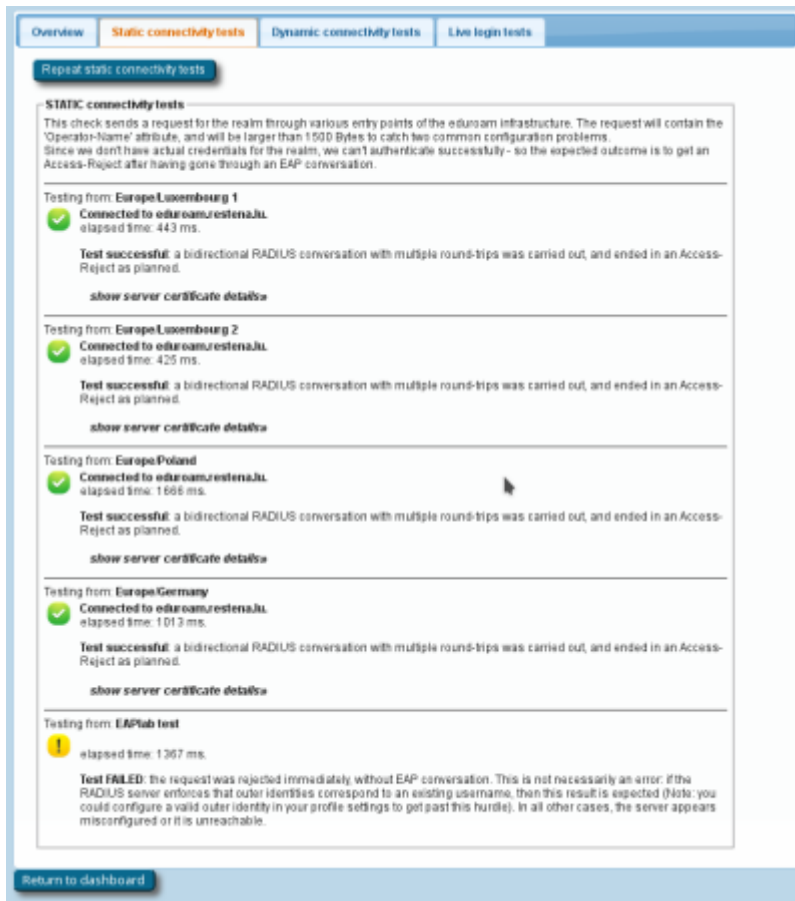 Overview
Static connectivity tests
Dynamic connectivity tests
Live login tests
Repeat static connectivity tests
STATIC connectivity tests
This check sends a request for the realm through various entry points of the eduroam infrastructure. The request will contain the
'Operator-Name' attribute, and will be larger than 1500 Bytes to catch two common configuration problems.
Since we don't have actual credentials for the realm, we can't authenticate successfully - so the expected outcome is to get an
Access-Reject after having gone through an EAP conversation.
Testing from: Europe/Luxembourg 1
Connected to eduroam.restena.lu.
elapsed time: 443 ms.
Test successful: a bidirectional RADIUS conversation with multiple round-trips was carried out, and ended in an Access-
Reject as planned.
show server certificate details»
Testing from: Europe/Luxembourg 2
Connected to eduroam.restena.lu.
elapsed time: 425 ms.
Test successful: a bidirectional RADIUS conversation with multiple round-trips was carried out, and ended in an Access-
Reject as planned.
show server certificate details»
Testing from: Europe/Poland
Connected to eduroam.restena.lu.
elapsed time: 1666 ms.
Test successful: a bidirectional RADIUS conversation with multiple round-trips was carried out, and ended in an Access-
Reject as planned.
show server certificate details»
Testing from: Europe/Germany
Connected to eduroam.restena.lu.
elapsed time: 1013 ms.
Test successful: a bidirectional RADIUS conversation with multiple round-trips was carried out, and ended in an Access-
Reject as planned.
show server certificate details»
Testing from: EAPlab test
elapsed time: 1367 ms.
Test FAILED: the request was rejected immediately, without EAP conversation. This is not necessarily an error: if the
RADIUS server enforces that outer identities correspond to an existing username, then this result is expected (Note: you
could configure a valid outer identity in your profile settings to get past this hurdle). In all other cases, the server appears
misconfigured or it is unreachable.
Return to dashboard